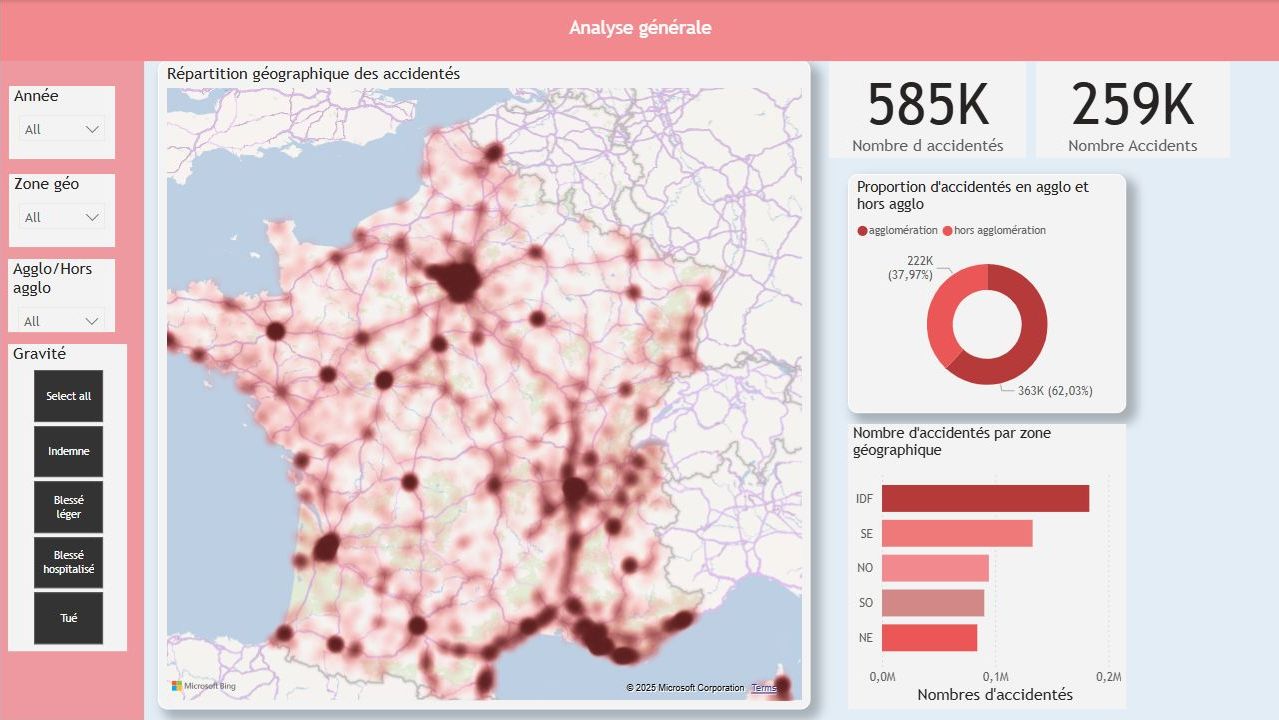 Analyse générale
Année
All
Zone géo
All
Agglo/Hors
agglo
All
Gravité
Select all
Indemne
Blessé
léger
Blessé
hospitalisé
Tué
Répartition géographique des accidentés
Microsoft Bing
© 2025 Microsoft Corporation Terms
585K
Nombre d accidentés
259K
Nombre Accidents
Proportion d'accidentés en agglo et
hors agglo
agglomération hors agglomération
222K
(37,97%)
363K (62,03%)
Nombre d'accidentés par zone
géographique
IDF
SE
NO
SO
NE
0,0M 0,1M 0,2M
Nombres d'accidentés